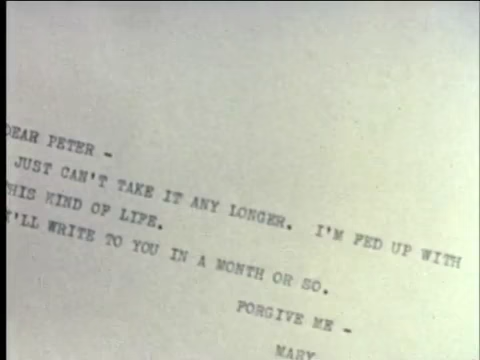 DEAR PETER -
JUST CAN'T TAKE IT ANY LONGER. I'M FED UP WITH
THIS KIND OF LIFE.
I'LL WRITE TO YOU IN A MONTH OR SO.
FORGIVE ME -
MARY